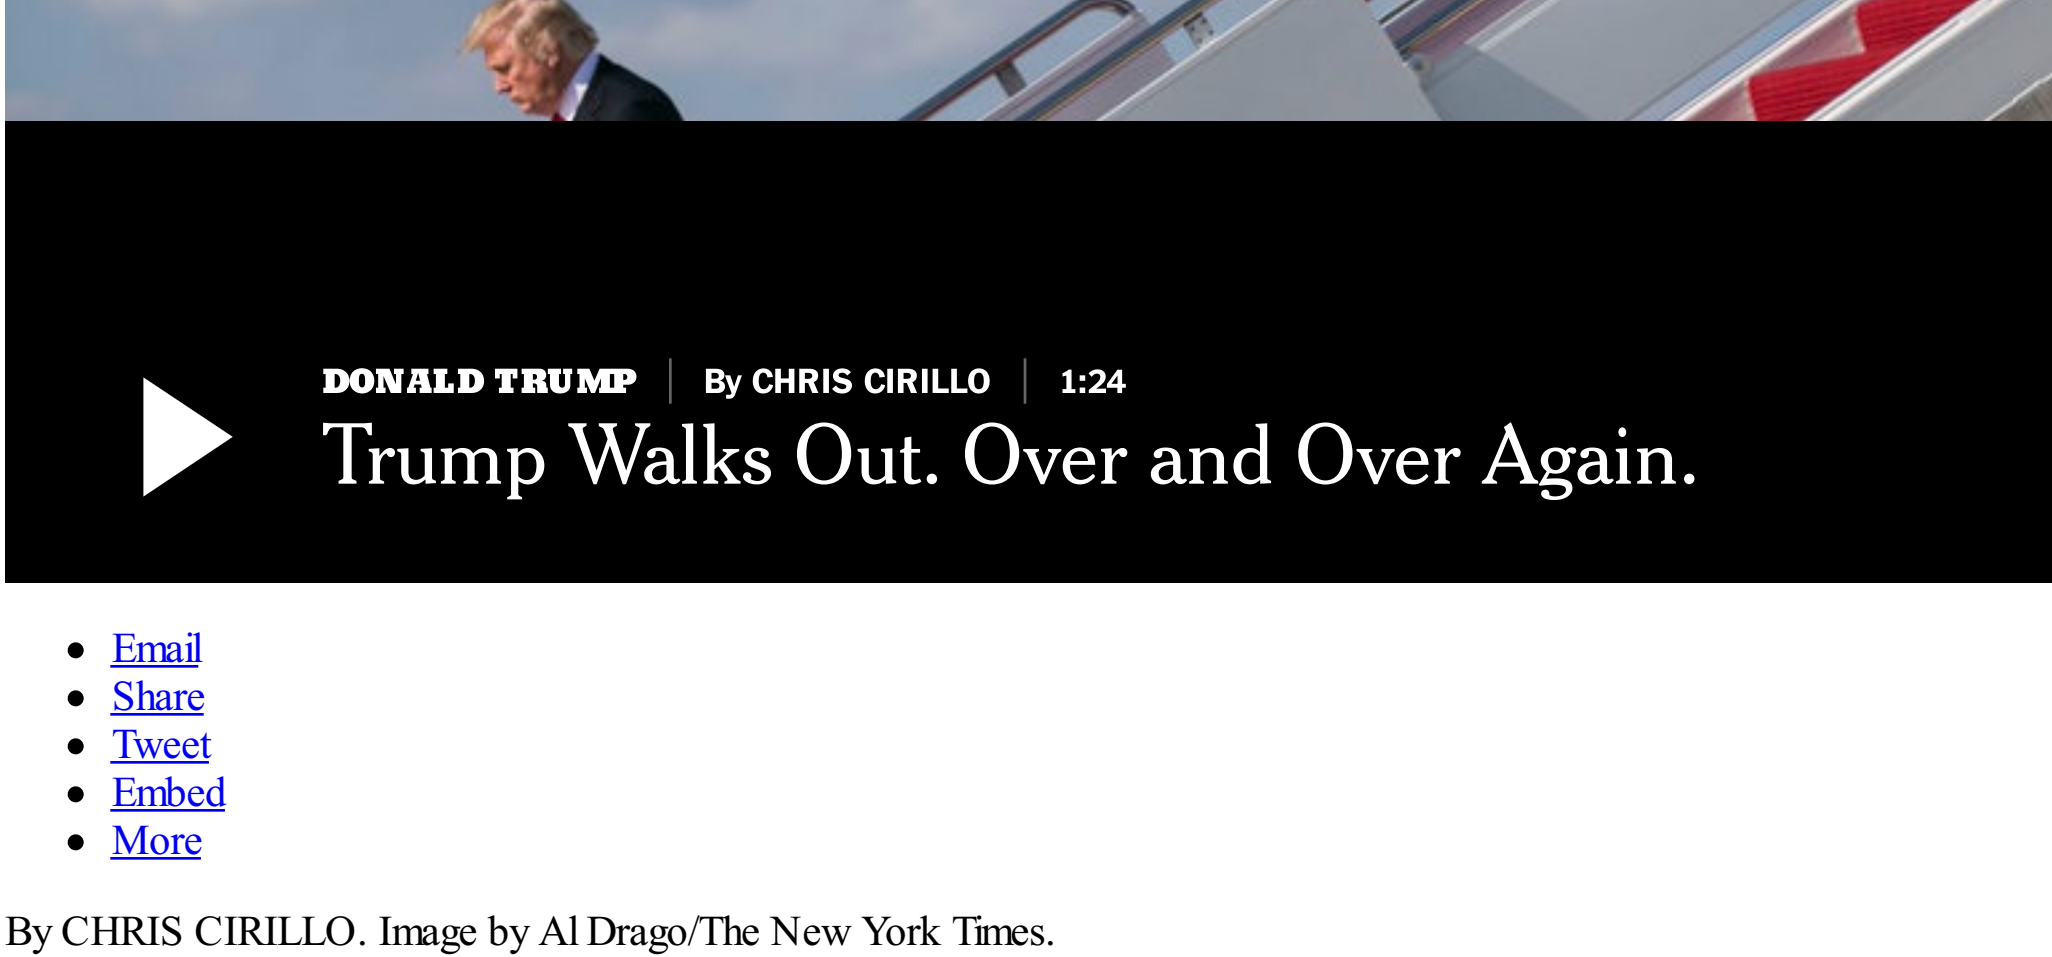 DONALD TRUMP | By CHRIS CIRILLO | 1:24
Trump Walks Out. Over and Over Again.
Email
Share
Tweet
Embed
More
By CHRIS CIRILLO. Image by Al Drago/The New York Times.